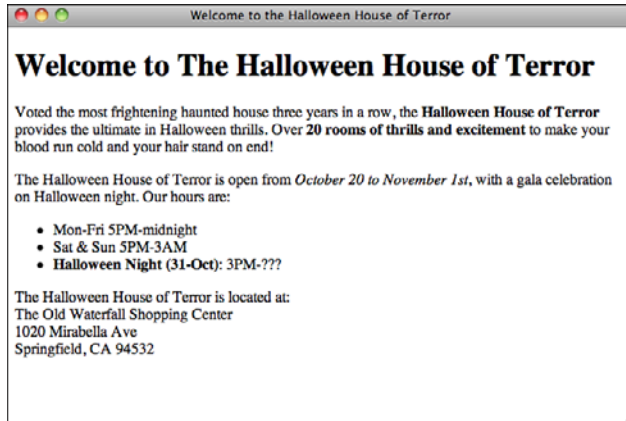 Welcome to the Halloween House of Terror
Welcome to The Halloween House of Terror
Voted the most frightening haunted house three years in a row, the Halloween House of Terror
provides the ultimate in Halloween thrills. Over 20 rooms of thrills and excitement to make your
blood run cold and your hair stand on end!
The Halloween House of Terror is open from October 20 to November 1st, with a gala celebration
on Halloween night. Our hours are:
• Mon-Fri 5PM-midnight
• Sat & Sun 5PM-3AM
• Halloween Night (31-Oct): 3PM-???
The Halloween House of Terror is located at:
The Old Waterfall Shopping Center
1020 Mirabella Ave
Springfield, CA 94532